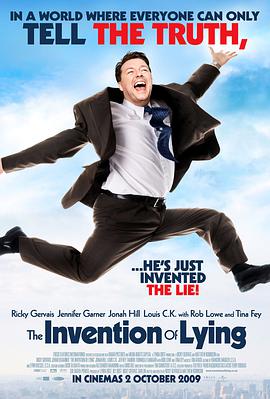 IN A WORLD WHERE EVERYONE CAN ONLY
TELL THE TRUTH,
...HE'S JUST
INVENTED
THE LIE!
Ricky Gervais Jennifer Garner Jonah Hill Louis C.K. with Rob Lowe and Tina Fey
The Invention Of Lying
IN CINEMAS 2 OCTOBER 2009